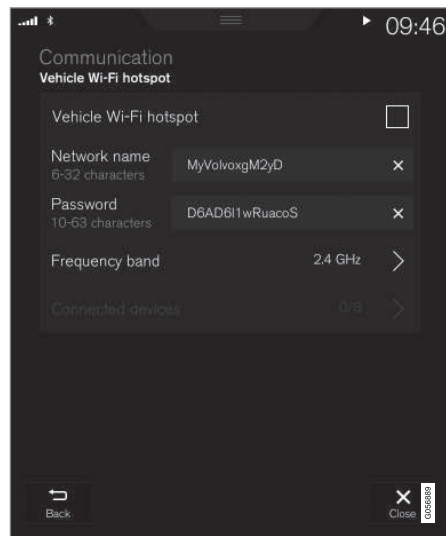 09:46
Communication
Vehicle Wi-Fi hotspot
Vehicle Wi-Fi hotspot
Network name
6-32 characters
MyVolvoxgM2yD
Password
10-63 characters
D6AD6I1wRuacoS
Frequency band
2.4 GHz
Connected devices
0/8
Back
Close
G056889